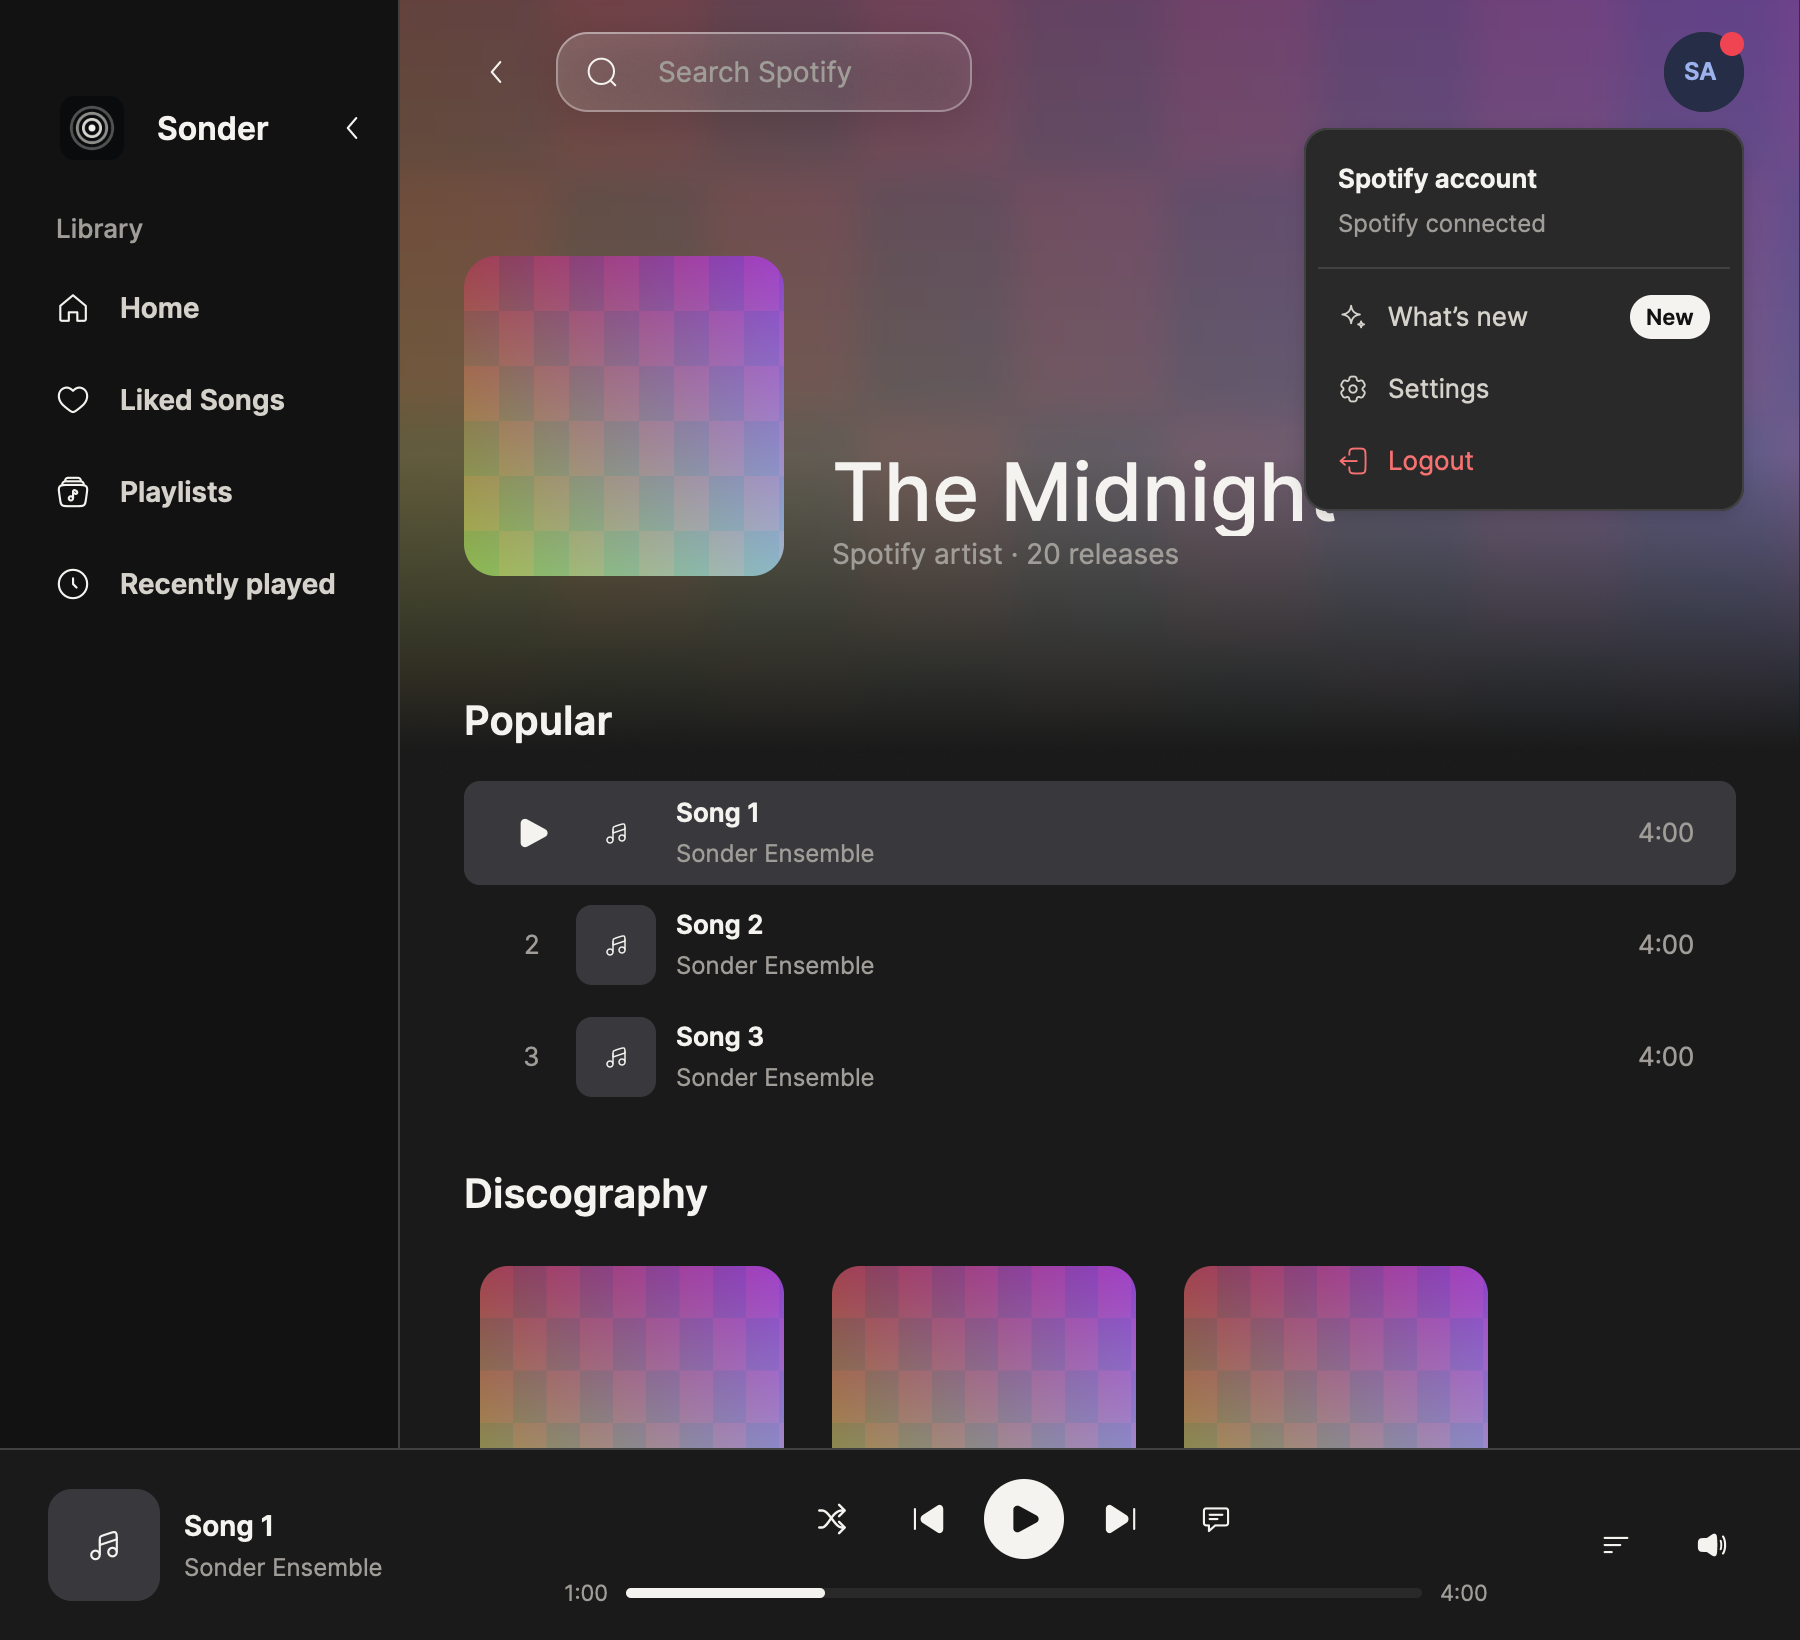 Sonder
Library
Home
Liked Songs
Playlists
Recently played
Search Spotify
SA
Spotify account
Spotify connected
What's new
New
Settings
Logout
The Midnight
Spotify artist · 20 releases
Popular
Song 1
Sonder Ensemble
4:00
2
Song 2
Sonder Ensemble
4:00
3
Song 3
Sonder Ensemble
4:00
Discography
Song 1
Sonder Ensemble
1:00
4:00